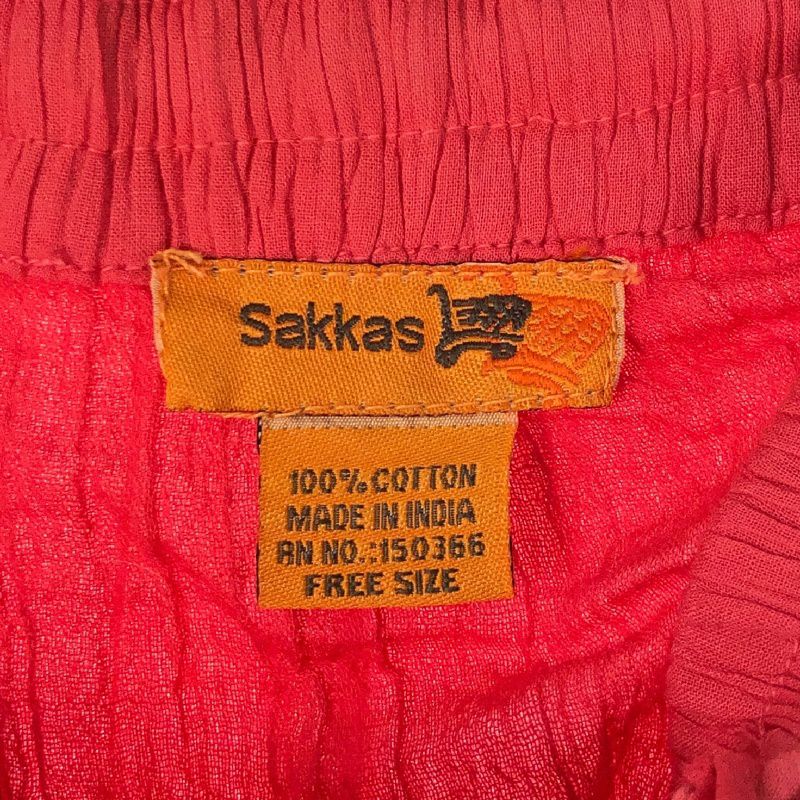 Sakkas
100% COTTON
MADE IN INDIA
RN NO.:150366
FREE SIZE